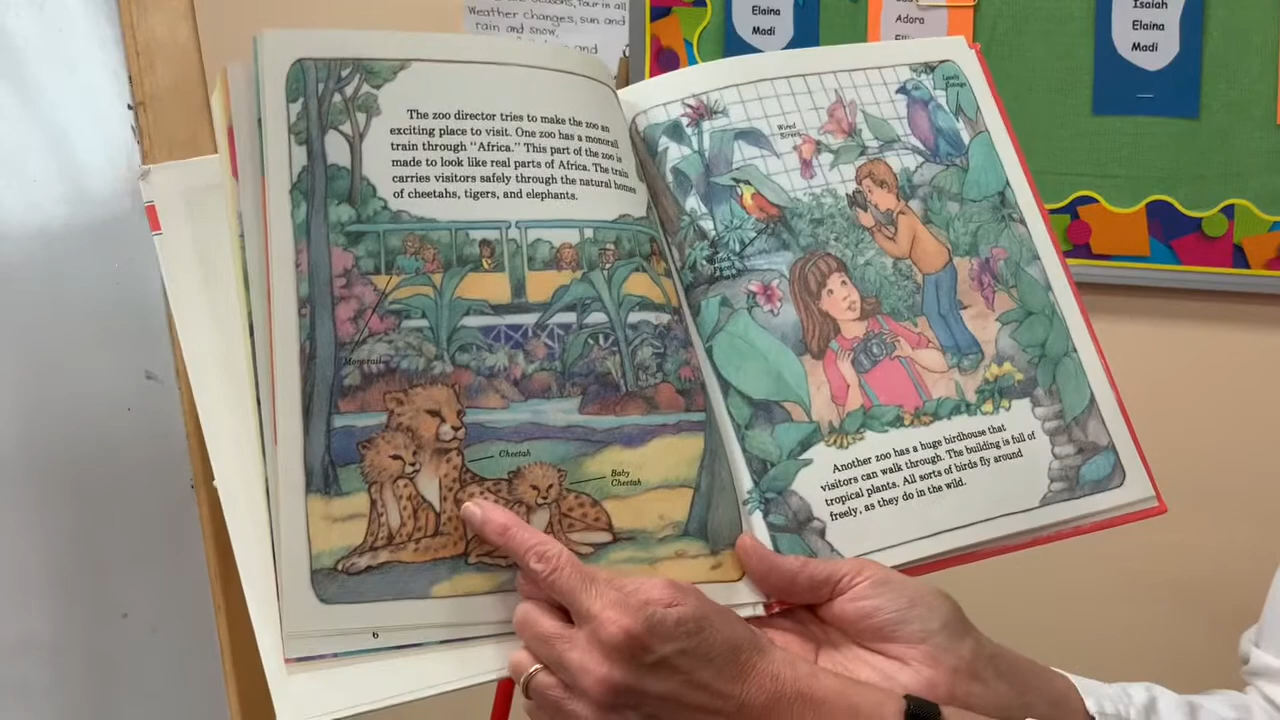 Weather changes, sun and
rain and snow,
and
Elaina
Madi
Adora
Isaiah
Elaina
Madi
The zoo director tries to make the zoo an
exciting place to visit. One zoo has a monorail
train through "Africa." This part of the zoo is
made to look like real parts of Africa. The train
carries visitors safely through the natural homes
of cheetahs, tigers, and elephants.
Monorail
Cheetah
Baby
Cheetah
6
Lovely
Cotinga
Wired
Screen
Black
Faced
Another zoo has a huge birdhouse that
visitors can walk through. The building is full of
tropical plants. All sorts of birds fly around
freely, as they do in the wild.